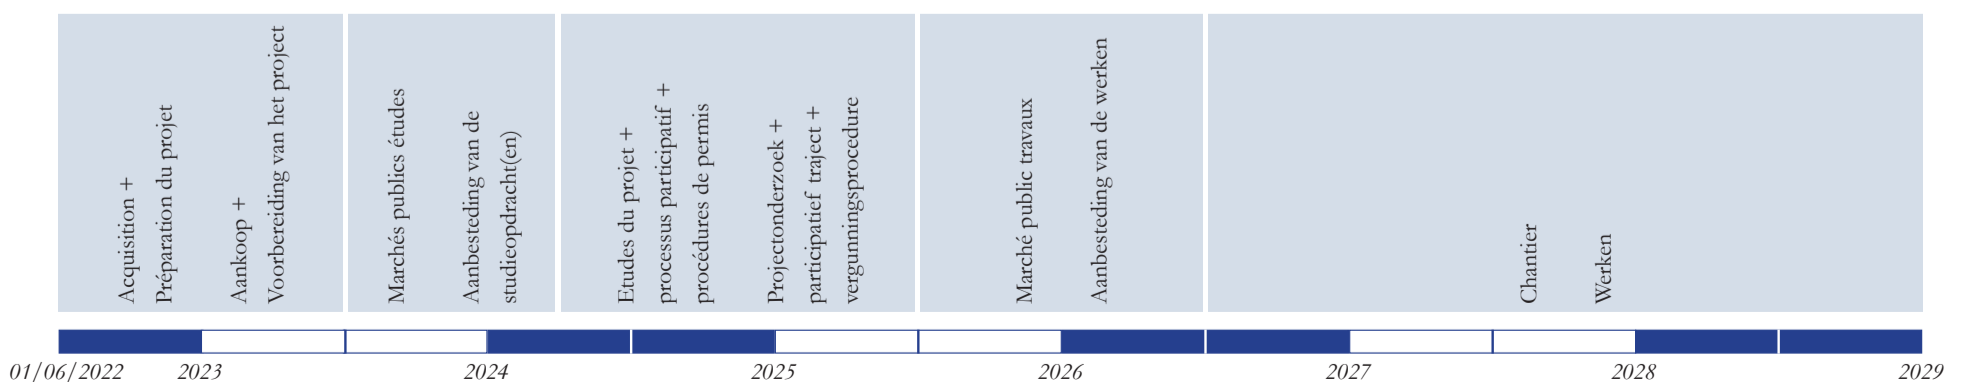 Acquisition +
Préparation du projet
Aankoop +
Voorbereiding van het project
Marchés publics études
Aanbesteding van de
studieopdracht(en)
Etudes du projet +
processus participatif +
procédures de permis
Projectonderzoek +
participatief traject +
vergunningsprocedure
Marché public travaux
Aanbesteding van de werken
Chantier
Werken
01/06/2022
2023
2024
2025
2026
2027
2028
2029